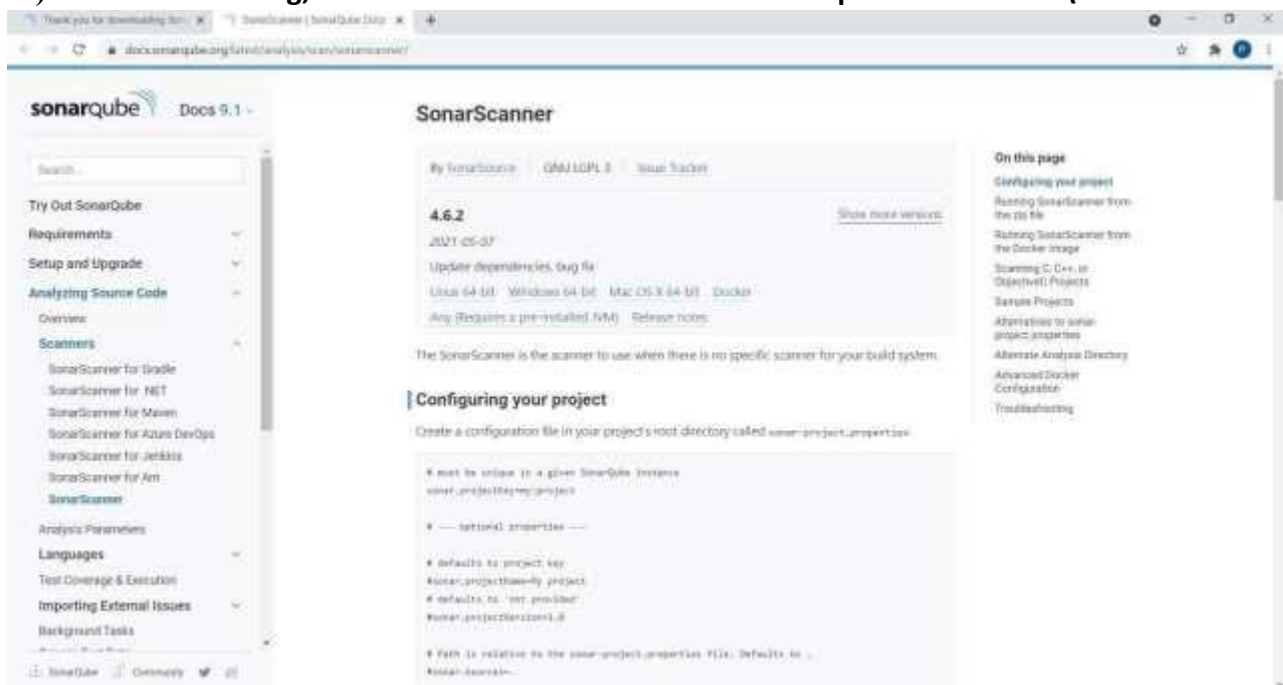 Thank you for downloading Son
SonarScanner | SonarQube Docs
docs.sonarqube.org/latest/analysis/scan/sonarscanner/
sonarqube Docs 9.1
Search...
Try Out SonarQube
Requirements
Setup and Upgrade
Analyzing Source Code
Overview
Scanners
SonarScanner for Gradle
SonarScanner for .NET
SonarScanner for Maven
SonarScanner for Azure DevOps
SonarScanner for Jenkins
SonarScanner for Ant
SonarScanner
Analysis Parameters
Languages
Test Coverage & Execution
Importing External Issues
Background Tasks
SonarQube Community
SonarScanner
By SonarSource GNU LGPL 3 Issue Tracker
4.6.2 Show more versions
2021-05-07
Update dependencies, bug fix
Linux 64-bit Windows 64-bit Mac OS X 64-bit Docker
Any (Requires a pre-installed JVM) Release notes
The SonarScanner is the scanner to use when there is no specific scanner for your build system.
Configuring your project
Create a configuration file in your project's root directory called sonar-project.properties
# must be unique in a given SonarQube instance
sonar.projectKey=my:project
# --- optional properties ---
# defaults to project key
#sonar.projectName=My project
# defaults to 'not provided'
#sonar.projectVersion=1.0
# Path is relative to the sonar-project.properties file. Defaults to .
#sonar.sources=.
On this page
Configuring your project
Running SonarScanner from
the zip file
Running SonarScanner from
the Docker image
Scanning C, C++, or
ObjectiveC Projects
Sample Projects
Alternatives to sonar-
project.properties
Alternate Analysis Directory
Advanced Docker
Configuration
Troubleshooting